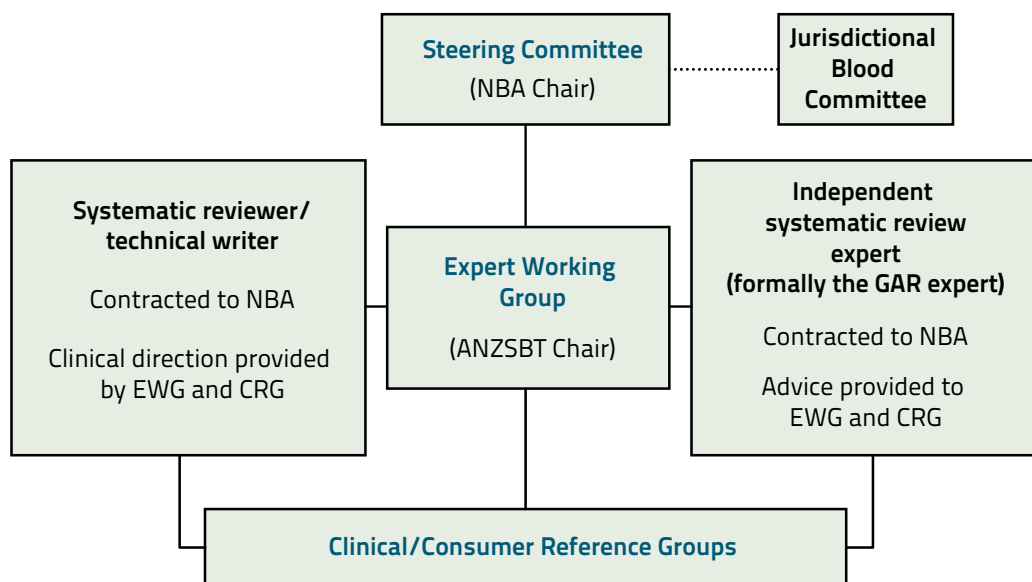 Steering Committee
(NBA Chair)
Jurisdictional
Blood
Committee
Systematic reviewer/
technical writer
Contracted to NBA
Clinical direction provided
by EWG and CRG
Expert Working
Group
(ANZSBT Chair)
Independent
systematic review
expert
(formally the GAR expert)
Contracted to NBA
Advice provided to
EWG and CRG
Clinical/Consumer Reference Groups